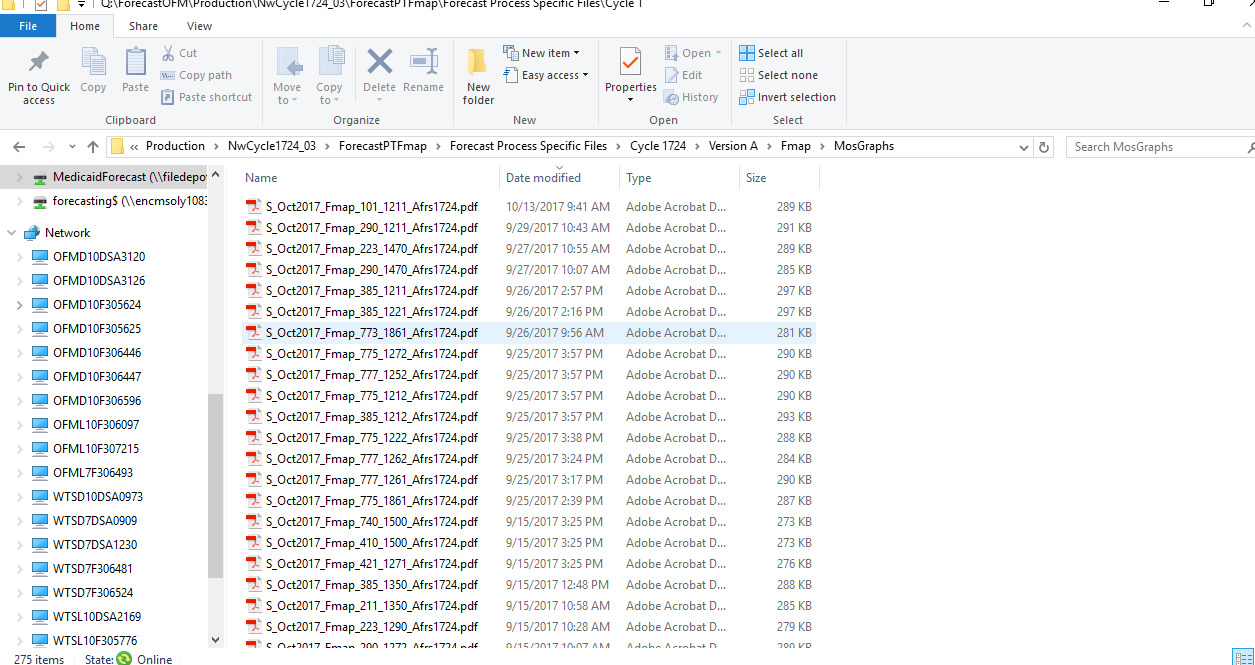 Q:\ForecastOFM\Production\NwCycle1724_03\ForecastPTFmap\Forecast Process Specific Files\Cycle 1
File Home Share View
Pin to Quick access
Copy
Paste
Cut
Copy path
Paste shortcut
Clipboard
Move to
Copy to
Delete
Rename
Organize
New folder
New item
Easy access
New
Properties
Open
Edit
History
Open
Select all
Select none
Invert selection
Select
« Production > NwCycle1724_03 > ForecastPTFmap > Forecast Process Specific Files > Cycle 1724 > Version A > Fmap > MosGraphs
Search MosGraphs
MedicaidForecast (\\filedepo
forecasting$ (\\encmsoly1083
Network
OFMD10DSA3120
OFMD10DSA3126
OFMD10F305624
OFMD10F305625
OFMD10F306446
OFMD10F306447
OFMD10F306596
OFML10F306097
OFML10F307215
OFML7F306493
WTSD10DSA0973
WTSD7DSA0909
WTSD7DSA1230
WTSD7F306481
WTSD7F306524
WTSL10DSA2169
WTSL10F305776
Name Date modified Type Size
S_Oct2017_Fmap_101_1211_Afrs1724.pdf 10/13/2017 9:41 AM Adobe Acrobat D... 289 KB
S_Oct2017_Fmap_290_1211_Afrs1724.pdf 9/29/2017 10:43 AM Adobe Acrobat D... 291 KB
S_Oct2017_Fmap_223_1470_Afrs1724.pdf 9/27/2017 10:55 AM Adobe Acrobat D... 289 KB
S_Oct2017_Fmap_290_1470_Afrs1724.pdf 9/27/2017 10:07 AM Adobe Acrobat D... 285 KB
S_Oct2017_Fmap_385_1211_Afrs1724.pdf 9/26/2017 2:57 PM Adobe Acrobat D... 297 KB
S_Oct2017_Fmap_385_1221_Afrs1724.pdf 9/26/2017 2:16 PM Adobe Acrobat D... 297 KB
S_Oct2017_Fmap_773_1861_Afrs1724.pdf 9/26/2017 9:56 AM Adobe Acrobat D... 281 KB
S_Oct2017_Fmap_775_1272_Afrs1724.pdf 9/25/2017 3:57 PM Adobe Acrobat D... 290 KB
S_Oct2017_Fmap_777_1252_Afrs1724.pdf 9/25/2017 3:57 PM Adobe Acrobat D... 290 KB
S_Oct2017_Fmap_775_1212_Afrs1724.pdf 9/25/2017 3:57 PM Adobe Acrobat D... 290 KB
S_Oct2017_Fmap_385_1212_Afrs1724.pdf 9/25/2017 3:57 PM Adobe Acrobat D... 293 KB
S_Oct2017_Fmap_775_1222_Afrs1724.pdf 9/25/2017 3:38 PM Adobe Acrobat D... 288 KB
S_Oct2017_Fmap_777_1262_Afrs1724.pdf 9/25/2017 3:24 PM Adobe Acrobat D... 284 KB
S_Oct2017_Fmap_777_1261_Afrs1724.pdf 9/25/2017 3:17 PM Adobe Acrobat D... 290 KB
S_Oct2017_Fmap_775_1861_Afrs1724.pdf 9/25/2017 2:39 PM Adobe Acrobat D... 287 KB
S_Oct2017_Fmap_740_1500_Afrs1724.pdf 9/15/2017 3:25 PM Adobe Acrobat D... 273 KB
S_Oct2017_Fmap_410_1500_Afrs1724.pdf 9/15/2017 3:25 PM Adobe Acrobat D... 273 KB
S_Oct2017_Fmap_421_1271_Afrs1724.pdf 9/15/2017 3:25 PM Adobe Acrobat D... 276 KB
S_Oct2017_Fmap_385_1350_Afrs1724.pdf 9/15/2017 12:48 PM Adobe Acrobat D... 288 KB
S_Oct2017_Fmap_211_1350_Afrs1724.pdf 9/15/2017 10:58 AM Adobe Acrobat D... 285 KB
S_Oct2017_Fmap_223_1290_Afrs1724.pdf 9/15/2017 10:28 AM Adobe Acrobat D... 279 KB
S_Oct2017_Fmap_290_1272_Afrs1724.pdf 9/15/2017 10:07 AM Adobe Acrobat D... 289 KB
275 items State: Online